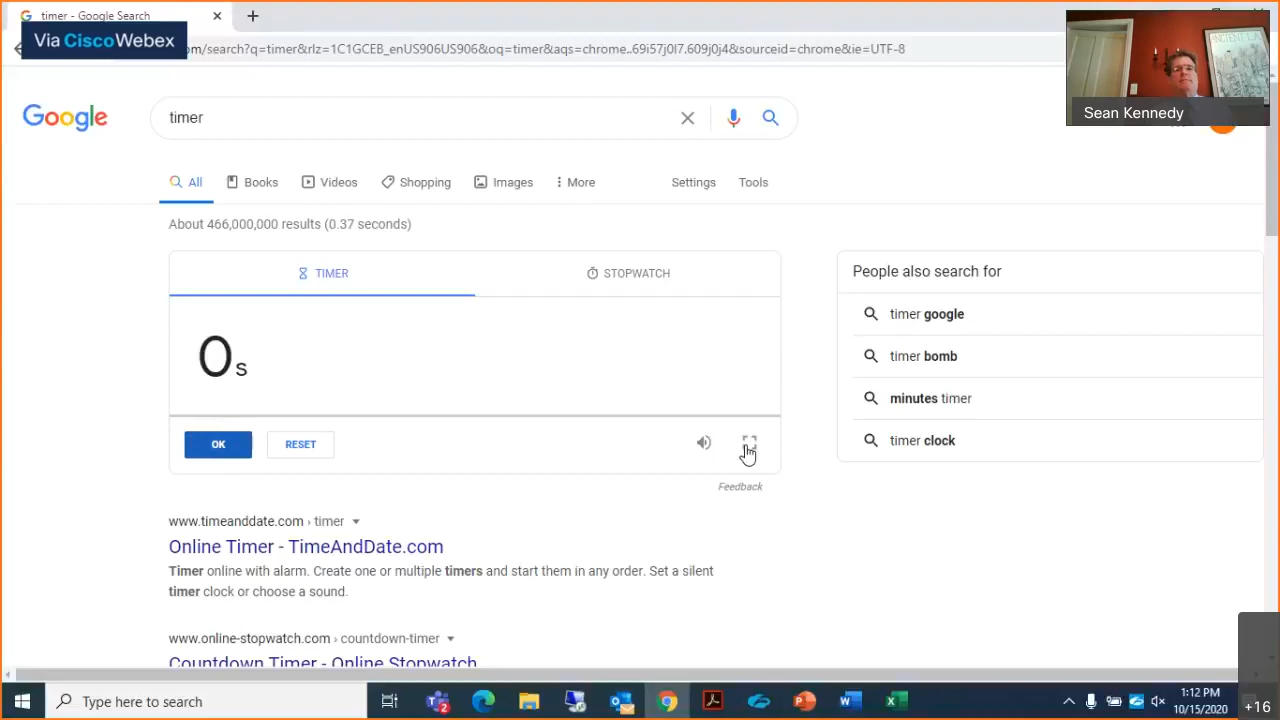 timer - Google Search
Via CiscoWebex
om/search?q=timer&rlz=1C1GCEB_enUS906US906&oq=timer&aqs=chrome..69i57j0l7.609j0j4&sourceid=chrome&ie=UTF-8
Sean Kennedy
Google
timer
All
Books
Videos
Shopping
Images
More
Settings
Tools
About 466,000,000 results (0.37 seconds)
TIMER
STOPWATCH
0s
OK
RESET
Feedback
People also search for
timer google
timer bomb
minutes timer
timer clock
www.timeanddate.com › timer
Online Timer - TimeAndDate.com
Timer online with alarm. Create one or multiple timers and start them in any order. Set a silent
timer clock or choose a sound.
www.online-stopwatch.com › countdown-timer
Countdown Timer - Online Stopwatch
Type here to search
1:12 PM
10/15/2020
+16